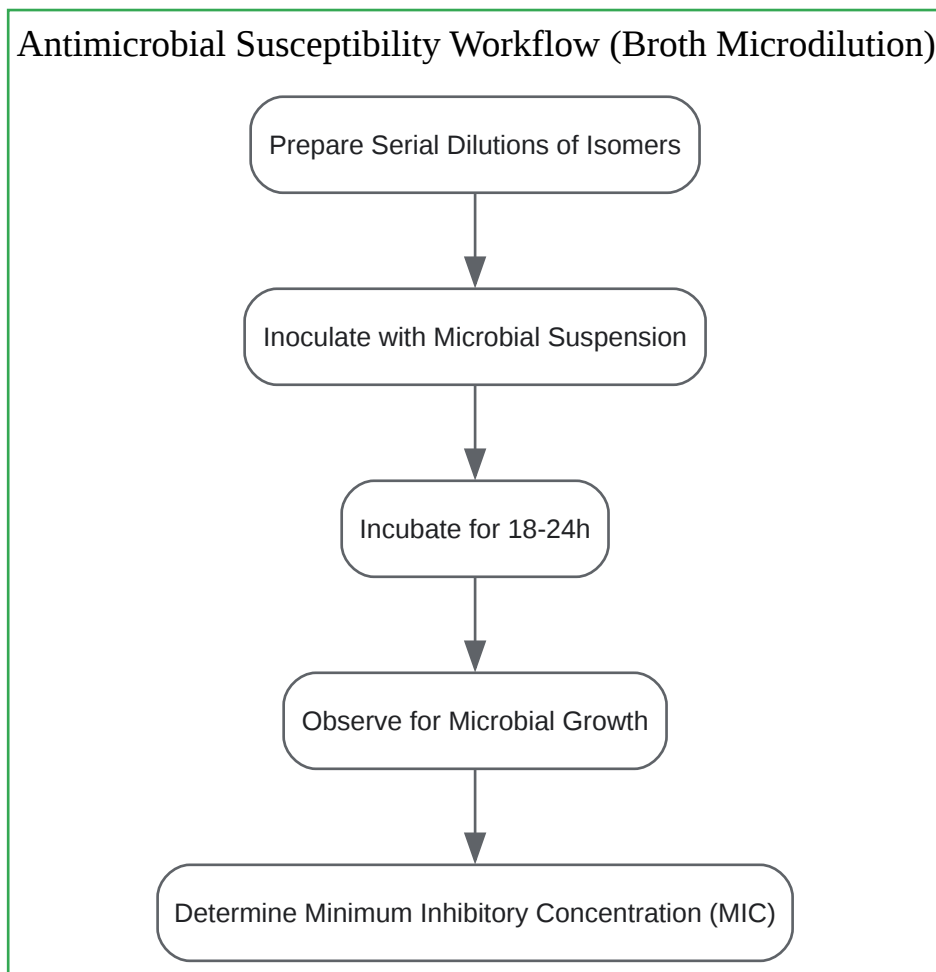 Antimicrobial Susceptibility Workflow (Broth Microdilution)
Prepare Serial Dilutions of Isomers
Inoculate with Microbial Suspension
Incubate for 18-24h
Observe for Microbial Growth
Determine Minimum Inhibitory Concentration (MIC)